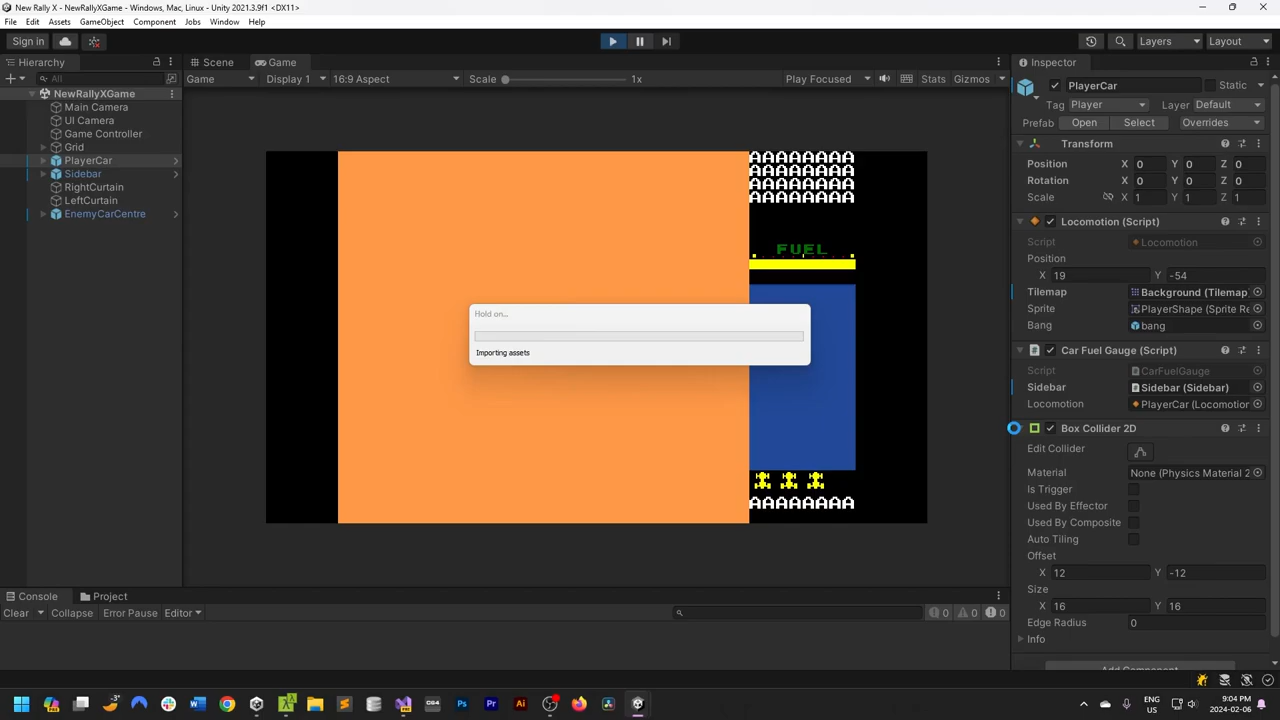 New Rally X - NewRallyXGame - Windows, Mac, Linux - Unity 2021.3.9f1 <DX11>
File Edit Assets GameObject Component Jobs Window Help
Sign in
Layers Layout
Hierarchy
Scene Game
Inspector
All
Game Display 1 16:9 Aspect Scale 1x Play Focused Stats Gizmos
PlayerCar Static
NewRallyXGame
Main Camera
UI Camera
Game Controller
Grid
PlayerCar
Sidebar
RightCurtain
LeftCurtain
EnemyCarCentre
AAAAAAAA
AAAAAAAA
AAAAAAAA
AAAAAAAA
FUEL
AAAAAAAA
Hold on...
Importing assets
Tag Player Layer Default
Prefab Open Select Overrides
Transform
Position X 0 Y 0 Z 0
Rotation X 0 Y 0 Z 0
Scale X 1 Y 1 Z 1
Locomotion (Script)
Script Locomotion
Position
X 19 Y -54
Tilemap Background (Tilemap
Sprite PlayerShape (Sprite Re
Bang bang
Car Fuel Gauge (Script)
Script CarFuelGauge
Sidebar Sidebar (Sidebar)
Locomotion PlayerCar (Locomotion
Box Collider 2D
Edit Collider
Material None (Physics Material 2
Is Trigger
Used By Effector
Used By Composite
Auto Tiling
Offset
X 12 Y -12
Size
X 16 Y 16
Edge Radius 0
Info
Add Component
Console Project
Clear Collapse Error Pause Editor
0 0 0
ENG
US
9:04 PM
2024-02-06